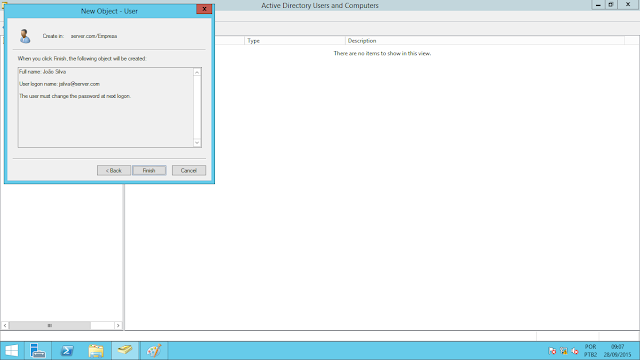 New Object - User
x
Active Directory Users and Computers
Create in: server.com/Empresa
Type
Description
There are no items to show in this view.
When you click Finish, the following object will be created:
Full name: João Silva
User logon name: jsilva@server.com
The user must change the password at next logon.
< Back
Finish
Cancel
POR
PTB2
09:07
28/09/2015